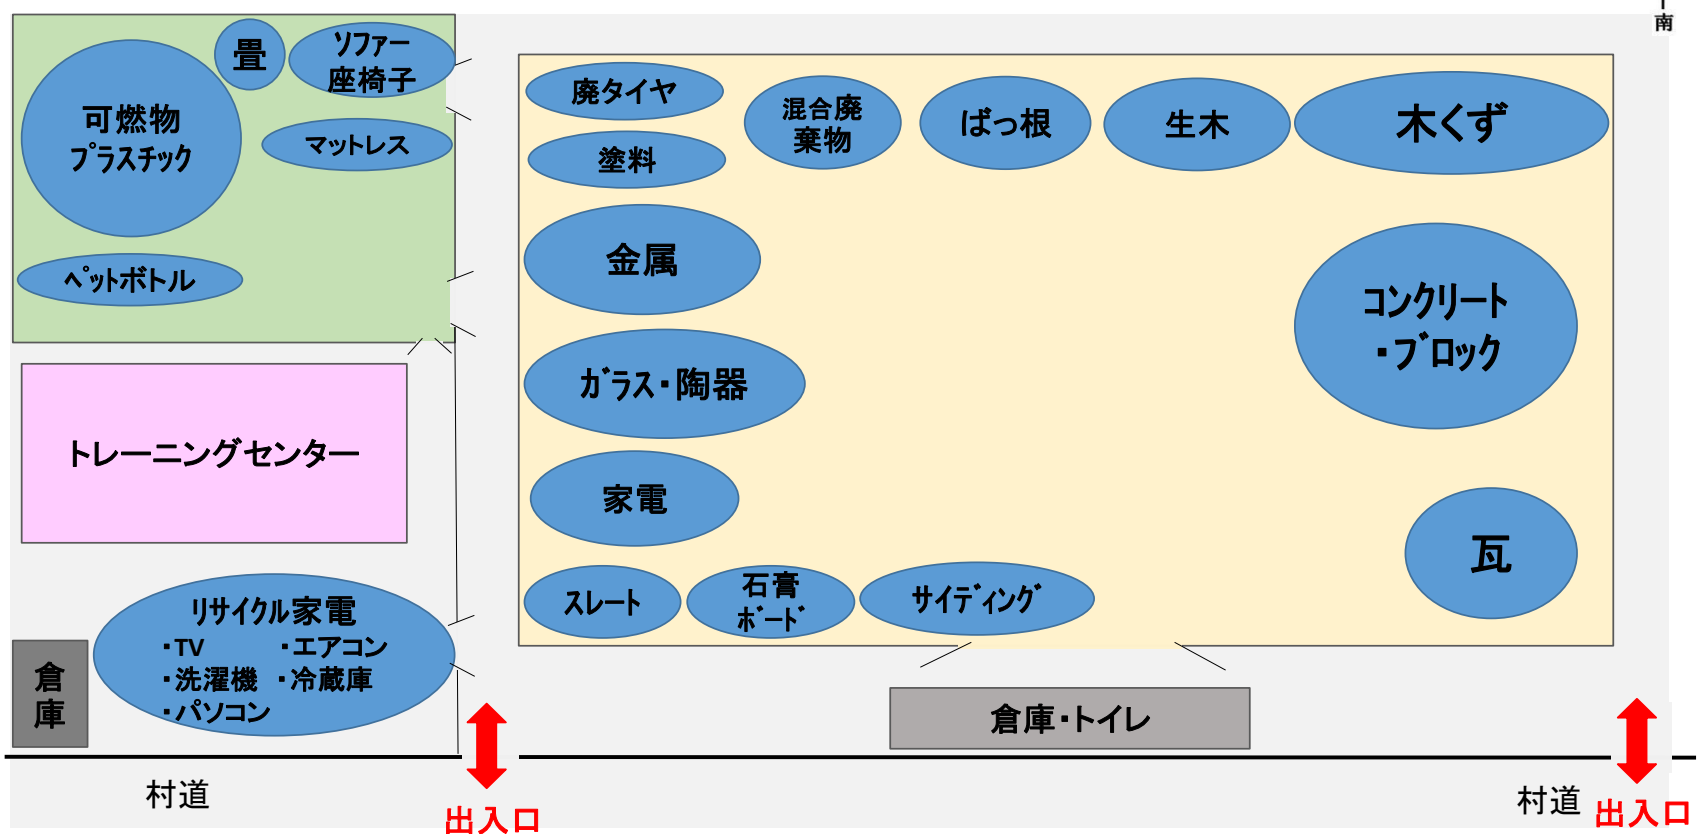 南
畳
ソファー
座椅子
可燃物
プラスチック
マットレス
ペットボトル
トレーニングセンター
リサイクル家電
・TV ・エアコン
・洗濯機 ・冷蔵庫
・パソコン
倉
庫
廃タイヤ
塗料
混合廃
棄物
ばっ根
生木
木くず
金属
コンクリート
・ブロック
ガラス・陶器
家電
瓦
スレート
石膏
ボード
サイディング
倉庫・トイレ
村道
出入口
村道
出入口